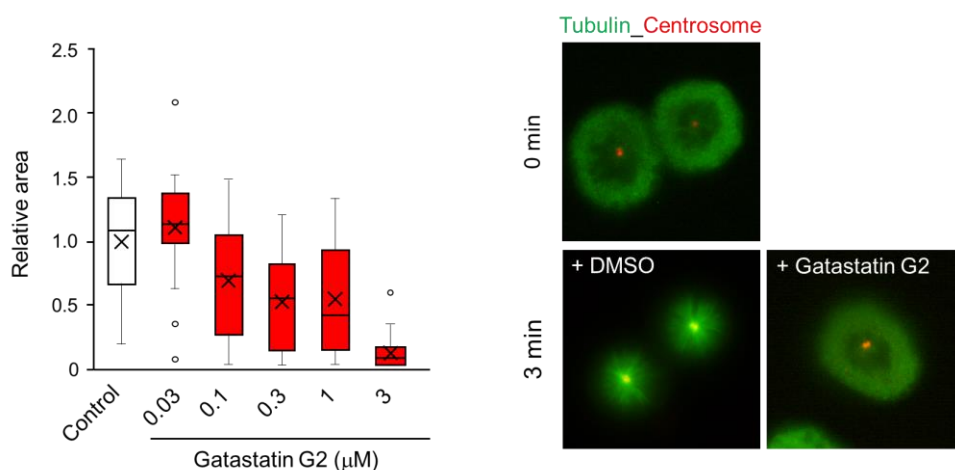 2.5
2.0
1.5
1.0
0.5
0
Relative area
Control
0.03
0.1
0.3
1
3
Gatastatin G2 (μM)
Tubulin_Centrosome
0 min
3 min
+ DMSO
+ Gatastatin G2